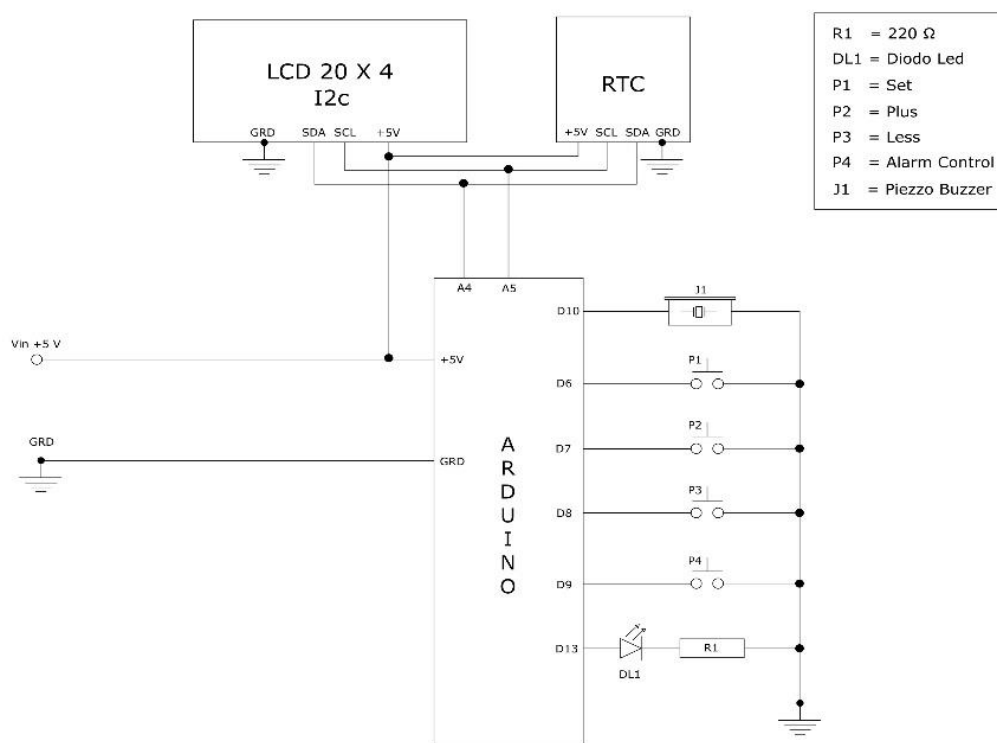 LCD 20 X 4
I2c
GRD SDA SCL +5V
RTC
+5V SCL SDA GRD
R1 = 220 Ω
DL1 = Diodo Led
P1 = Set
P2 = Plus
P3 = Less
P4 = Alarm Control
J1 = Piezzo Buzzer
A4 A5
J1
D10
Vin +5 V
+5V
P1
D6
GRD
GRD
P2
D7
ARDUINO
P3
D8
P4
D9
D13
R1
DL1